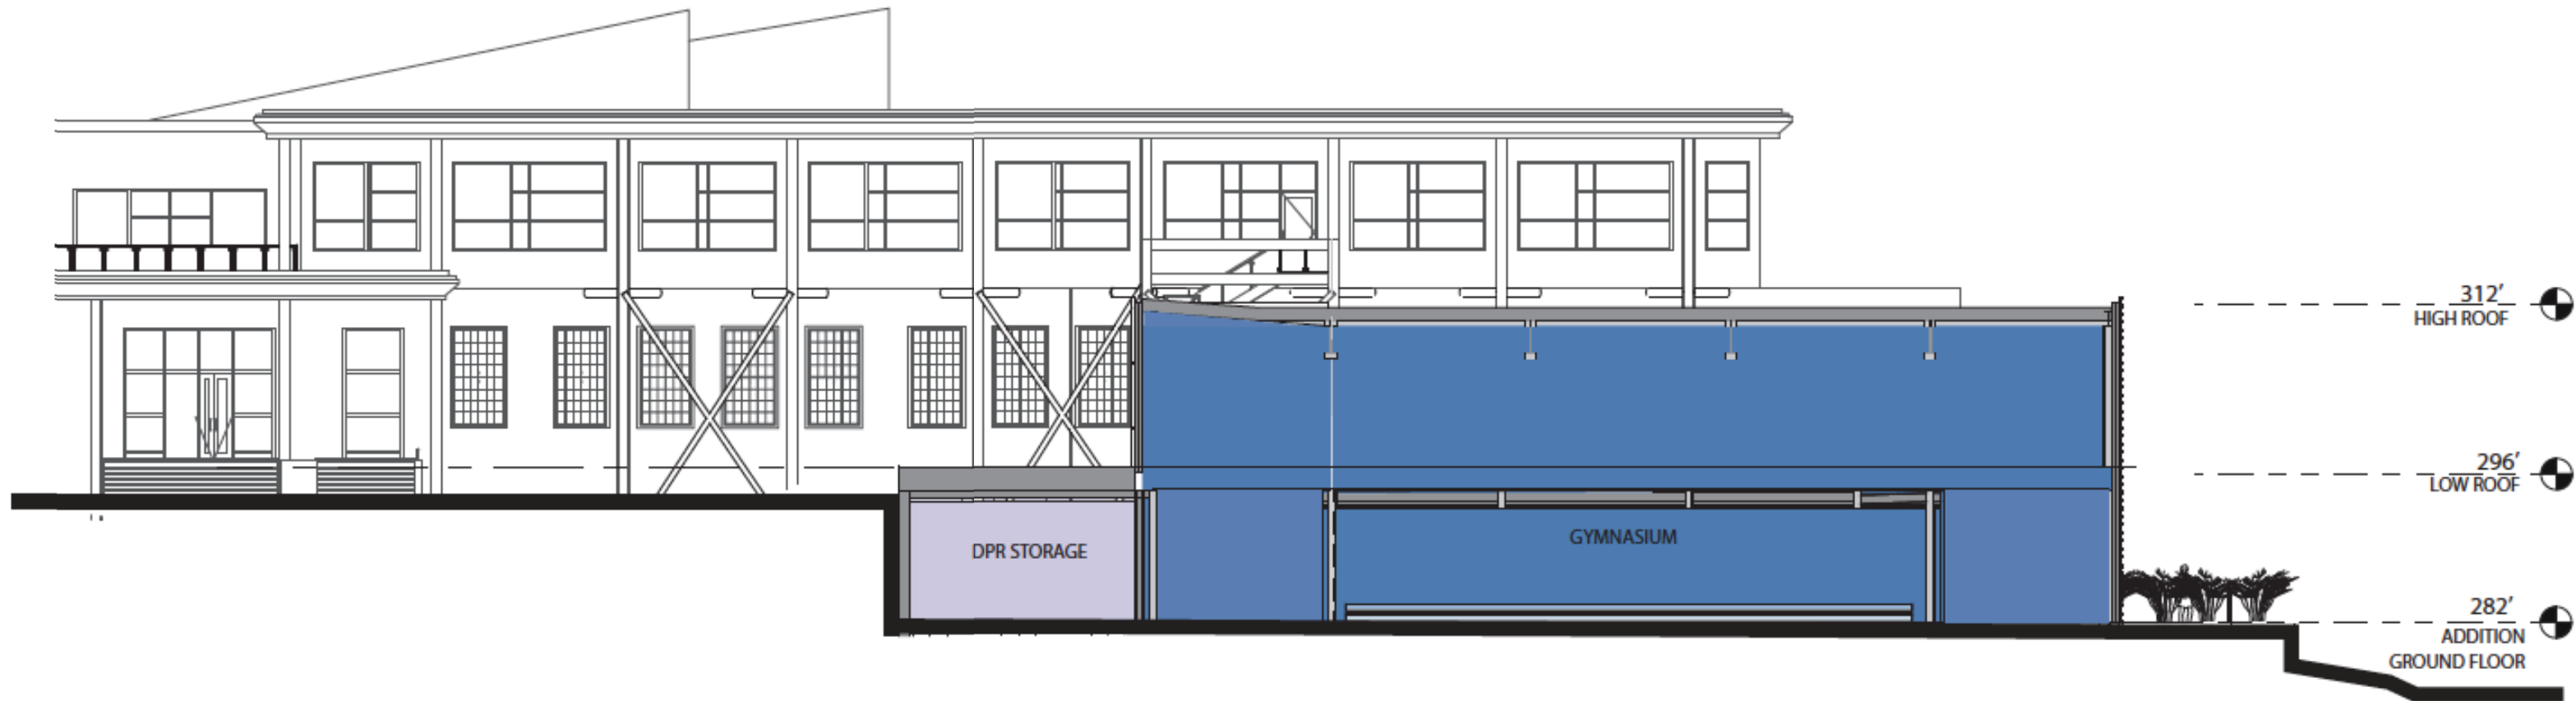 312′
HIGH ROOF
296′
LOW ROOF
DPR STORAGE
GYMNASIUM
282′
ADDITION
GROUND FLOOR